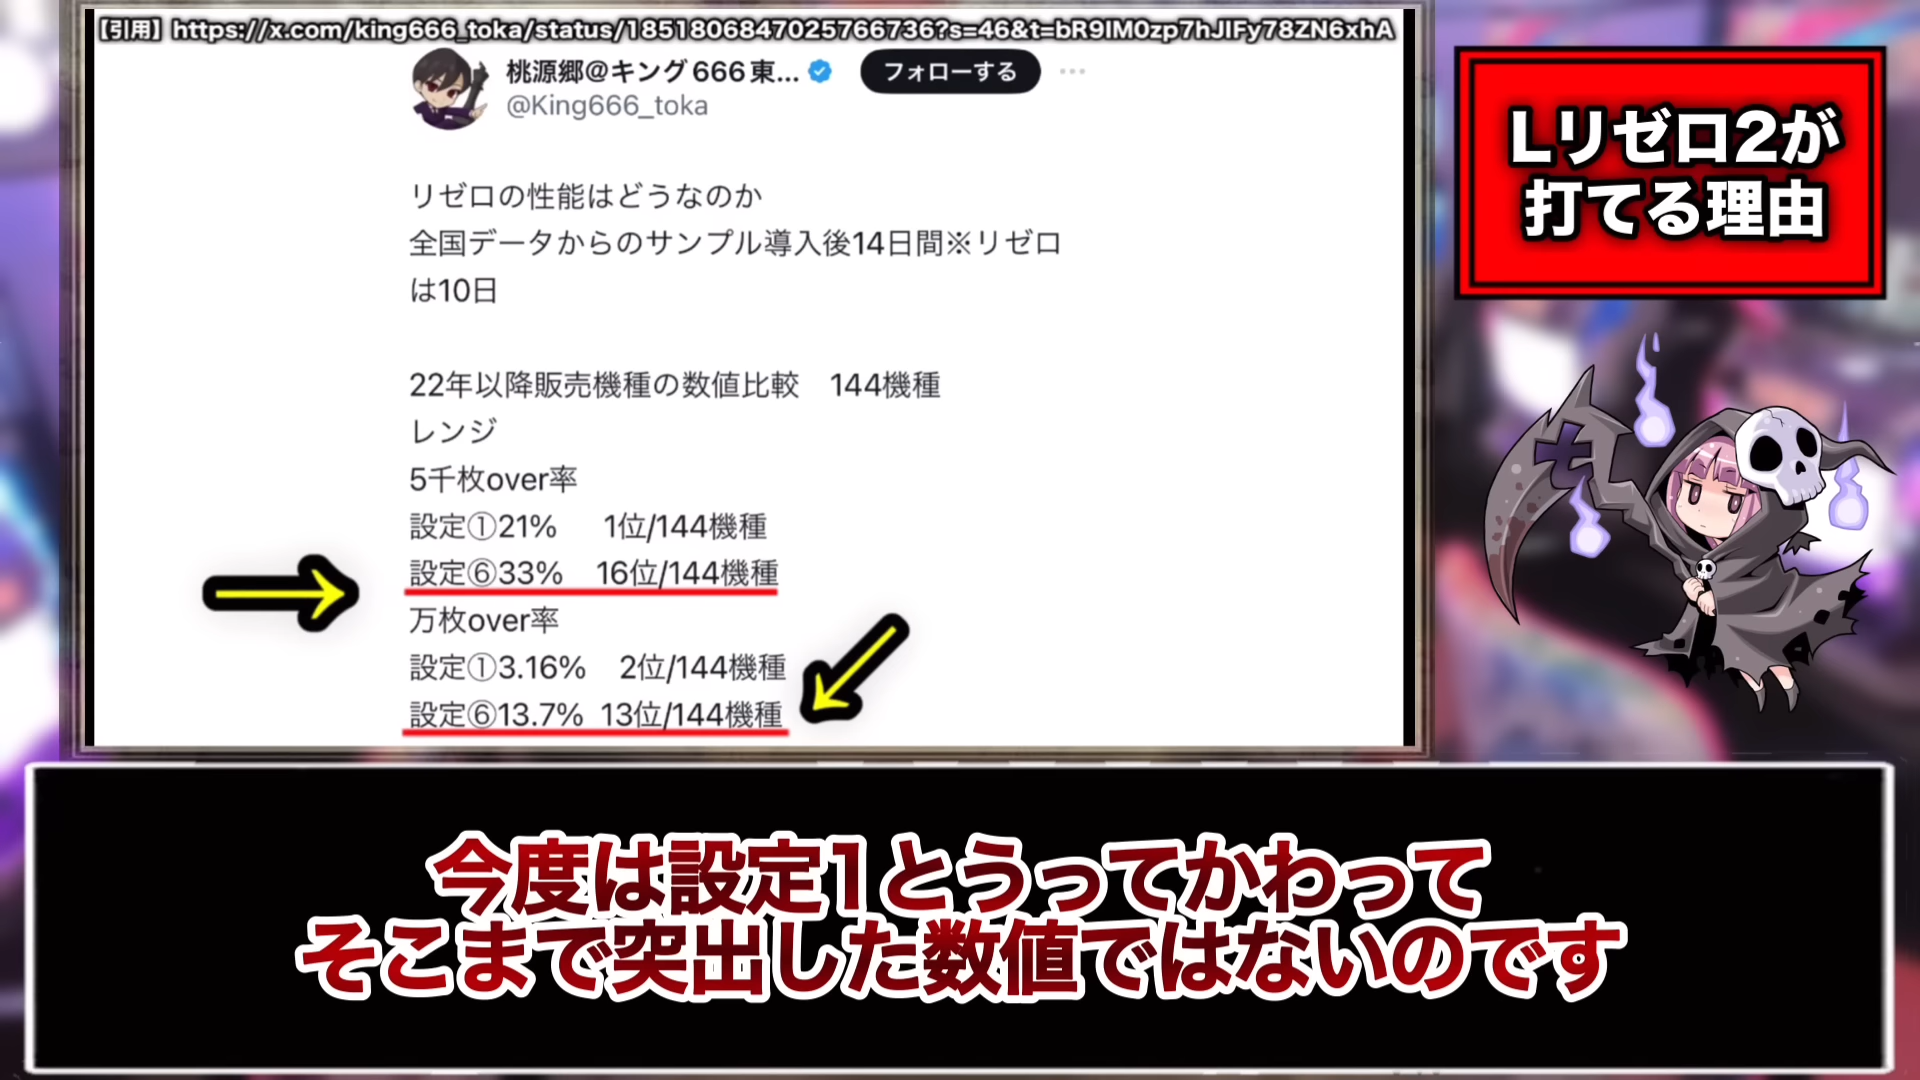 【引用】https://x.com/king666_toka/status/1851806847025766736?s=46&t=bR9IM0zp7hJIFy78ZN6xhA
桃源郷@キング666東... フォローする ...
@King666_toka
リゼロの性能はどうなのか
全国データからのサンプル導入後14日間※リゼロ
は10日
22年以降販売機種の数値比較　144機種
レンジ
5千枚over率
設定①21%　1位/144機種
設定⑥33%　16位/144機種
万枚over率
設定①3.16%　2位/144機種
設定⑥13.7%　13位/144機種
Lリゼロ2が
打てる理由
今度は設定1とうってかわって
そこまで突出した数値ではないのです